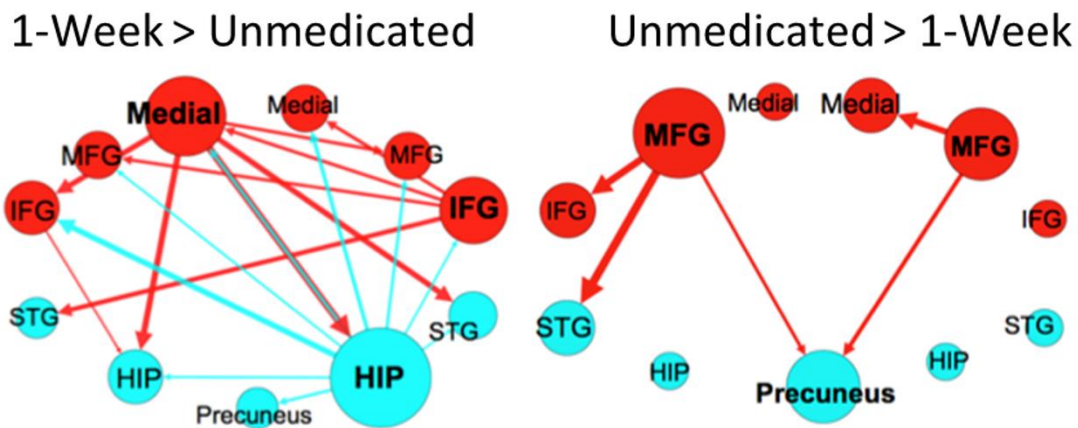 1-Week > Unmedicated
Medial
Medial
MFG
MFG
IFG
IFG
STG
STG
HIP
HIP
Precuneus
Unmedicated > 1-Week
Medial
Medial
MFG
MFG
IFG
IFG
STG
STG
HIP
HIP
Precuneus